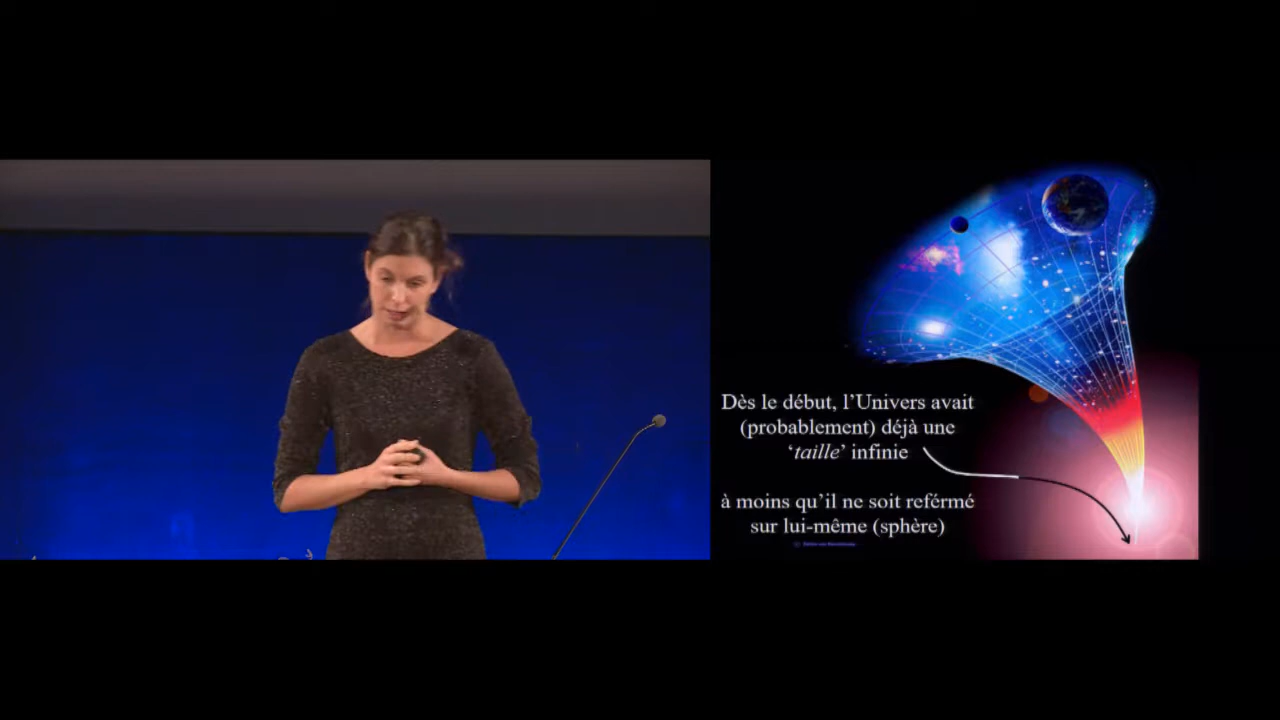 Dès le début, l’Univers avait
(probablement) déjà une
‘taille’ infinie
à moins qu’il ne soit reférmé
sur lui-même (sphère)